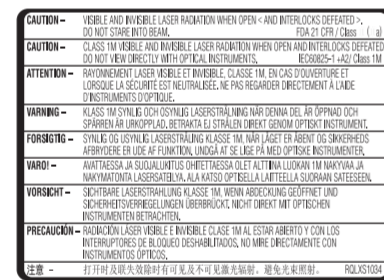 CAUTION – VISIBLE AND INVISIBLE LASER RADIATION WHEN OPEN < AND INTERLOCKS DEFEATED >.
DO NOT STARE INTO BEAM. FDA 21 CFR / Class ( a)
CAUTION – CLASS 1M VISIBLE AND INVISIBLE LASER RADIATION WHEN OPEN AND INTERLOCKS DEFEATED
DO NOT VIEW DIRECTLY WITH OPTICAL INSTRUMENTS. IEC60825-1 +A2/ Class 1M
ATTENTION – RAYONNEMENT LASER VISIBLE ET INVISIBLE, CLASSE 1M, EN CAS D'OUVERTURE ET
LORSQUE LA SÉCURITÉ EST NEUTRALISÉE. NE PAS REGARDER DIRECTEMENT À L'AIDE
D'INSTRUMENTS D'OPTIQUE.
VARNING – KLASS 1M SYNLIG OCH OSYNLIG LASERSTRÅLNING NÄR DENNA DEL ÄR ÖPPNAD OCH
SPÄRREN ÄR URKOPPLAD. BETRAKTA EJ STRÅLEN DIREKT GENOM OPTISKT INSTRUMENT.
FORSIGTIG – SYNLIG OG USYNLIG LASERSTRÅLING KLASSE 1M, NÅR LÅGET ER ÅBENT OG SIKKERHEDS
AFBRYDERE ER UDE AF FUNKTION. UNDGÅ AT SE LIGE PÅ MED OPTISKE INSTRUMENTER.
VARO! – AVATTAESSA JA SUOJALUKITUS OHITETTAESSA OLET ALTTIINA LUOKAN 1M NÄKYVÄÄ JA
NÄKYMÄTÖNTÄ LASERSÄTEILYÄ. ÄLÄ KATSO OPTISELLA LAITTEELLA SUORAAN SÄTEESEEN.
VORSICHT – SICHTBARE LASERSTRAHLUNG KLASSE 1M, WENN ABDECKUNG GEÖFFNET UND
SICHERHEITSVERRIEGELUNGEN ÜBERBRÜCKT. NICHT DIREKT MIT OPTISCHEN
INSTRUMENTEN BETRACHTEN.
PRECAUCIÓN – RADIACIÓN LÁSER VISIBLE E INVISIBLE CLASE 1M AL ESTAR ABIERTO Y CON LOS
INTERRUPTORES DE BLOQUEO DESHABILITADOS, NO MIRE DIRECTAMENTE CON
INSTRUMENTOS ÓPTICOS.
注意 – 打开时及联失效除时有可见及不可见激光辐射。避免光束照射。 RQLXS1034